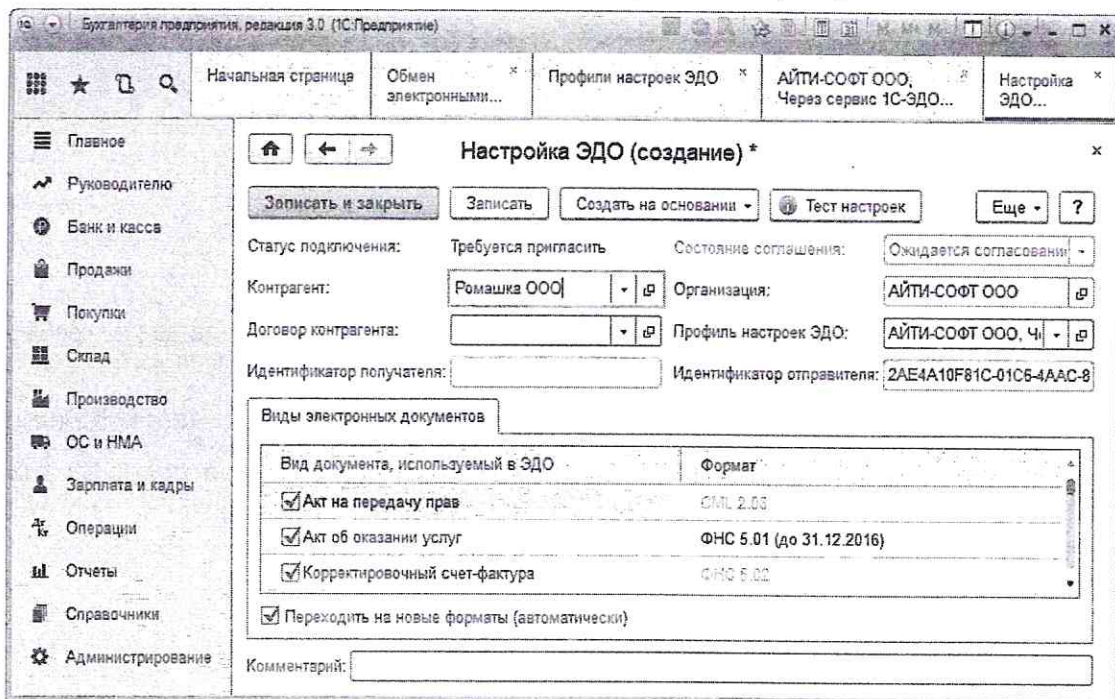 Бухгалтерия предприятия, редакция 3.0 (1С:Предприятие)
Начальная страница
Обмен электронными...
Профили настроек ЭДО
АЙТИ-СОФТ ООО, Через сервис 1С-ЭДО...
Настройка ЭДО...
Главное
Руководителю
Банк и касса
Продажи
Покупки
Склад
Производство
ОС и НМА
Зарплата и кадры
Операции
Отчеты
Справочники
Администрирование
Настройка ЭДО (создание) *
Записать и закрыть
Записать
Создать на основании
Тест настроек
Еще
?
Статус подключения: Требуется пригласить Состояние соглашения: Ожидается согласовани
Контрагент: Ромашка ООО Организация: АЙТИ-СОФТ ООО
Договор контрагента: Профиль настроек ЭДО: АЙТИ-СОФТ ООО, Че
Идентификатор получателя: Идентификатор отправителя: 2AE4A10F81C-01C6-4AAC-8
Виды электронных документов
Вид документа, используемый в ЭДО Формат
Акт на передачу прав CML 2.08
Акт об оказании услуг ФНС 5.01 (до 31.12.2016)
Корректировочный счет-фактура ФНС 5.02
Переходить на новые форматы (автоматически)
Комментарий: